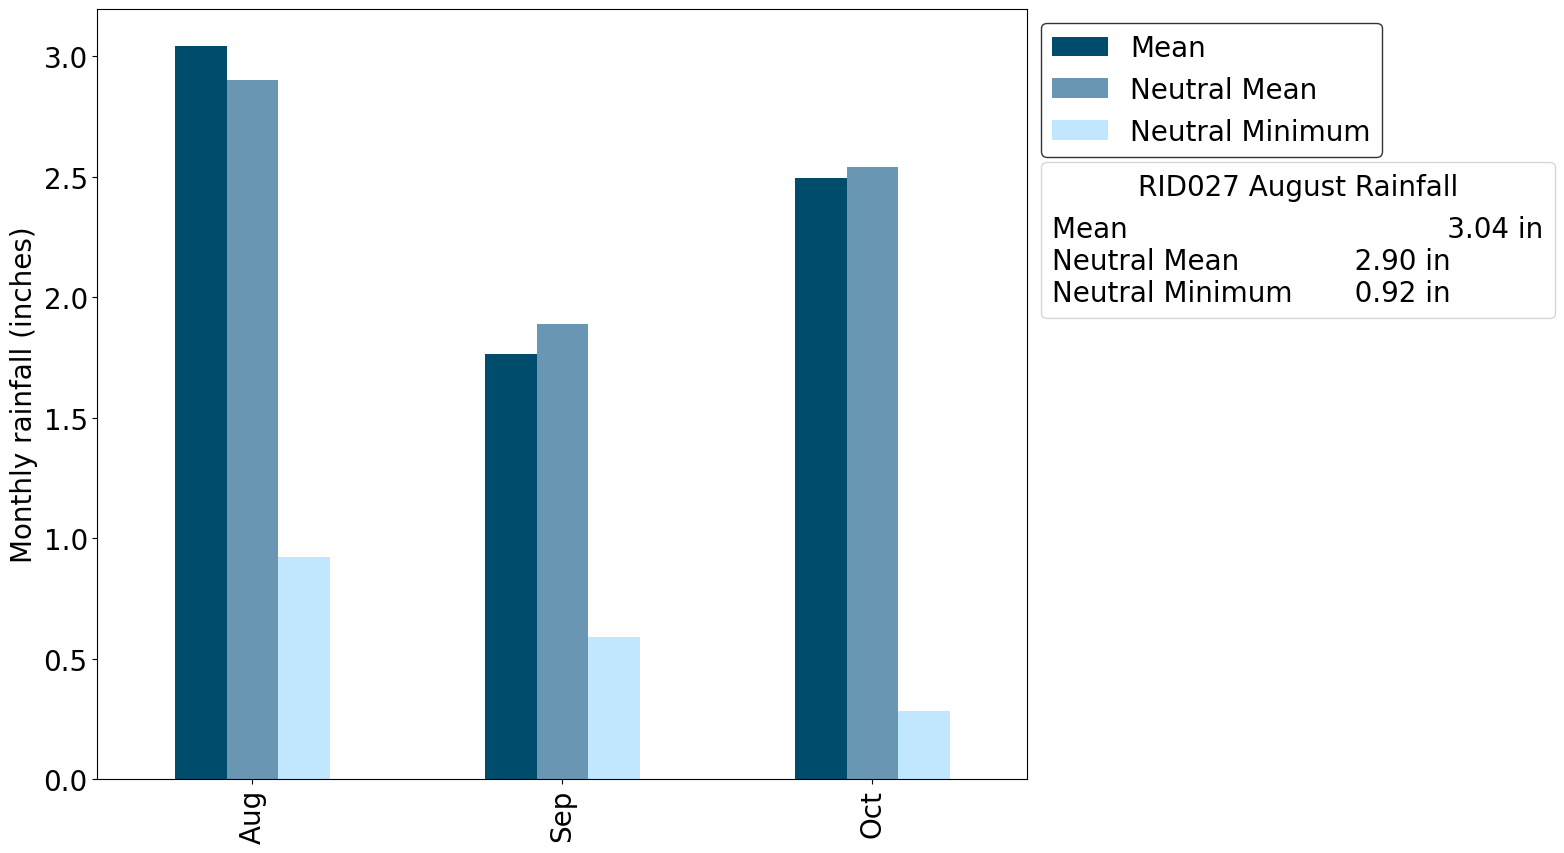 Monthly rainfall (inches)
3.0
2.5
2.0
1.5
1.0
0.5
0.0
Aug
Sep
Oct
Mean
Neutral Mean
Neutral Minimum
RID027 August Rainfall
Mean 3.04 in
Neutral Mean 2.90 in
Neutral Minimum 0.92 in